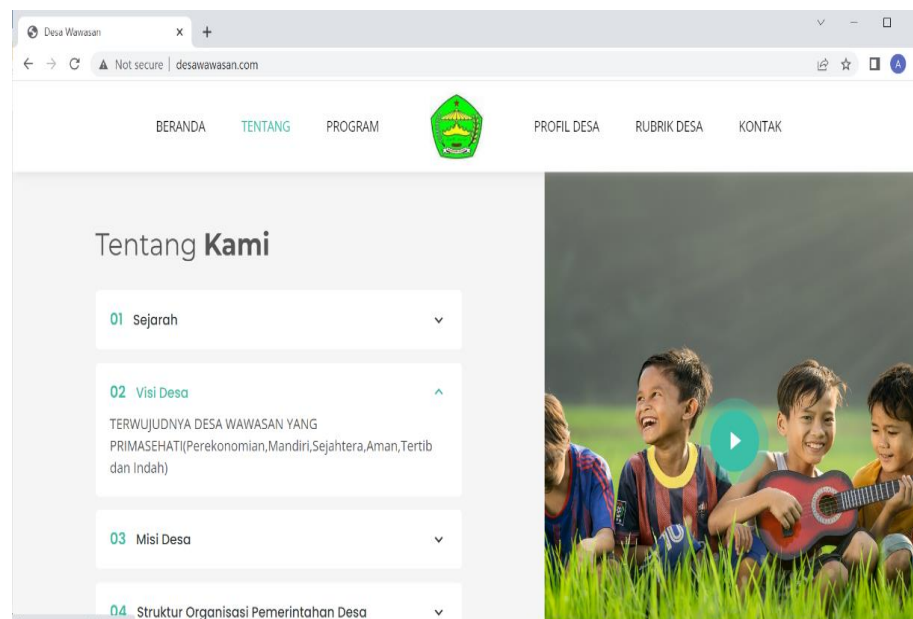 Desa Wawasan
Not secure | desawawasan.com
A
BERANDA TENTANG PROGRAM PROFIL DESA RUBRIK DESA KONTAK
Tentang Kami
01 Sejarah
02 Visi Desa
TERWUJUDNYA DESA WAWASAN YANG
PRIMASEHATI(Perekonomian,Mandiri,Sejahtera,Aman,Tertib
dan Indah)
03 Misi Desa
04 Struktur Organisasi Pemerintahan Desa
10